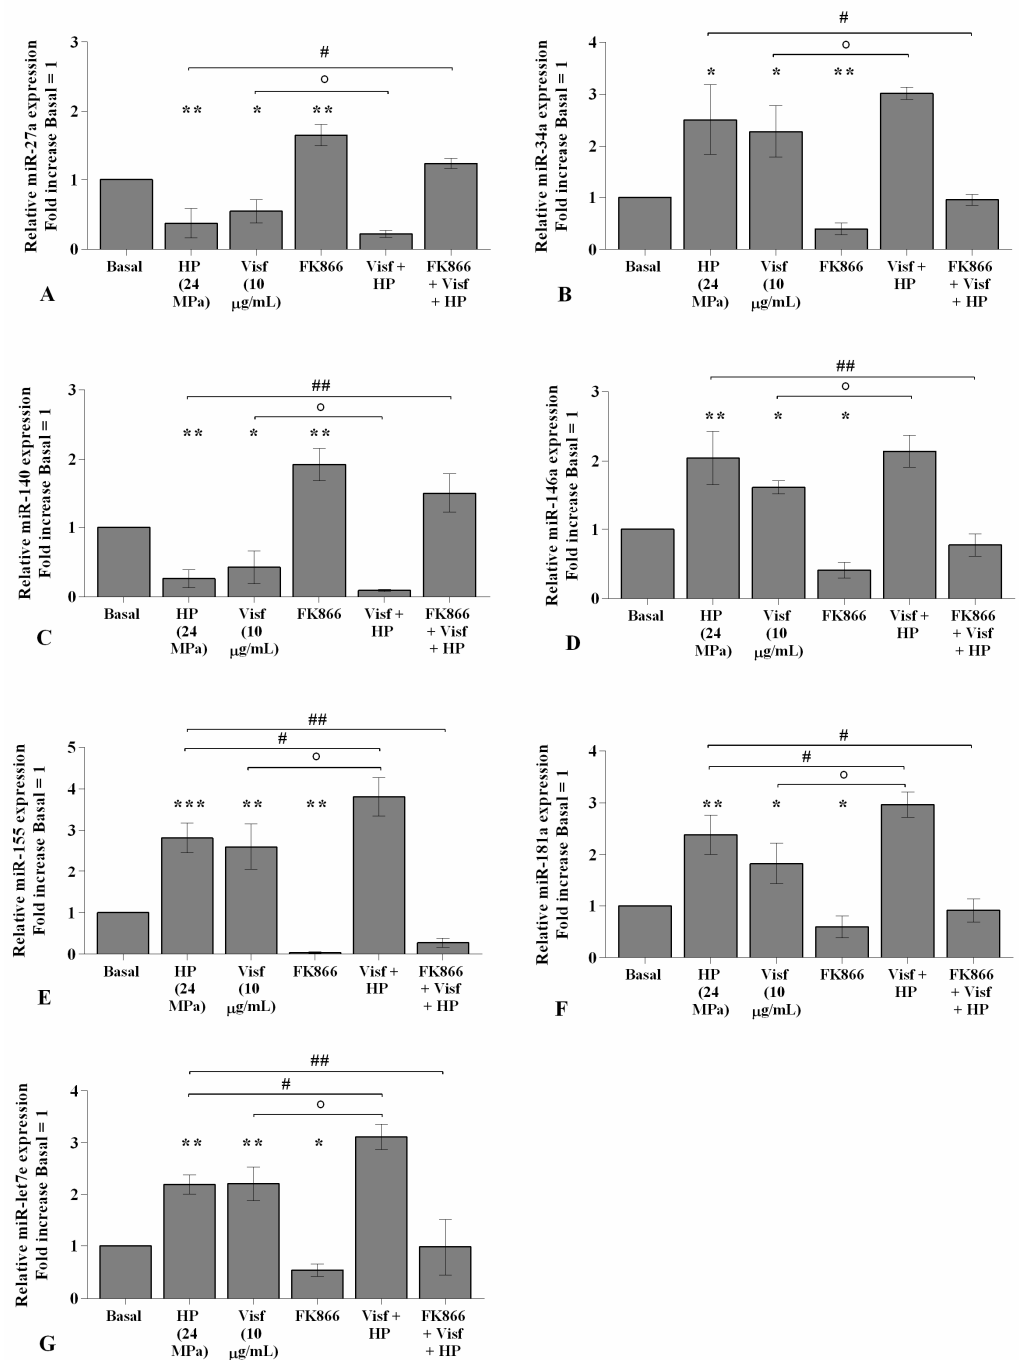 Relative miR-27a expression
Fold increase Basal = 1
3
2
1
0
#
○
** * **
Basal HP Visf FK866 Visf + FK866
(24 (10 HP + Visf
MPa) µg/mL) + HP
A
Relative miR-34a expression
Fold increase Basal = 1
4
3
2
1
0
#
○
* * **
Basal HP Visf FK866 Visf + FK866
(24 (10 HP + Visf
MPa) µg/mL) + HP
B
Relative miR-140 expression
Fold increase Basal = 1
3
2
1
0
##
○
** * **
Basal HP Visf FK866 Visf + FK866
(24 (10 HP + Visf
MPa) µg/mL) + HP
C
Relative miR-146a expression
Fold increase Basal = 1
3
2
1
0
##
○
** * *
Basal HP Visf FK866 Visf + FK866
(24 (10 HP + Visf
MPa) µg/mL) + HP
D
Relative miR-155 expression
Fold increase Basal = 1
5
4
3
2
1
0
##
#
○
*** ** **
Basal HP Visf FK866 Visf + FK866
(24 (10 HP + Visf
MPa) µg/mL) + HP
E
Relative miR-181a expression
Fold increase Basal = 1
4
3
2
1
0
#
#
○
** * *
Basal HP Visf FK866 Visf + FK866
(24 (10 HP + Visf
MPa) µg/mL) + HP
F
Relative miR-let7e expression
Fold increase Basal = 1
4
3
2
1
0
##
#
○
** ** *
Basal HP Visf FK866 Visf + FK866
(24 (10 HP + Visf
MPa) µg/mL) + HP
G